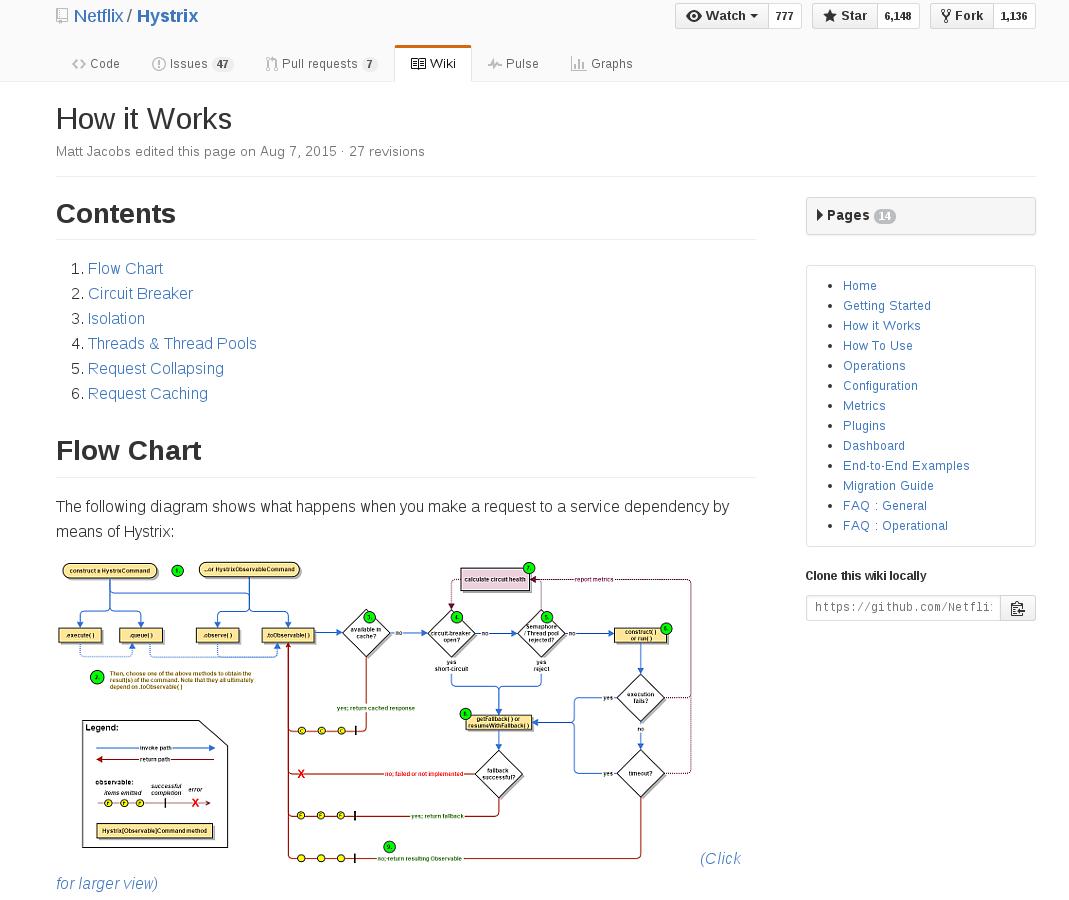 Netflix / Hystrix
Watch 777
Star 6,148
Fork 1,136
Code
Issues 47
Pull requests 7
Wiki
Pulse
Graphs
How it Works
Matt Jacobs edited this page on Aug 7, 2015 · 27 revisions
Contents
1. Flow Chart
2. Circuit Breaker
3. Isolation
4. Threads & Thread Pools
5. Request Collapsing
6. Request Caching
Flow Chart
The following diagram shows what happens when you make a request to a service dependency by
means of Hystrix:
construct a HystrixCommand
1.
...or HystrixObservableCommand
.execute()
.queue()
.observe()
.toObservable()
2.
Then, choose one of the above methods to obtain the
result(s) of the command. Note that they all ultimately
depend on .toObservable()
3.
available in
cache?
no
4.
circuit-breaker
open?
no
5.
Semaphore
/ Thread pool
rejected?
no
6.
construct()
or run()
7.
calculate circuit health
report metrics
yes
short-circuit
yes
reject
yes; return cached response
8.
getFallback() or
resumeWithFallback()
execution
fails?
yes
no
timeout?
yes
fallback
successful?
no; failed or not implemented
X
yes; return fallback
9.
no; return resulting Observable
Legend:
invoke path
return path
observable:
items emitted
successful
completion
error
X
Hystrix[Observable]Command method
(Click
for larger view)
Pages 14
Home
Getting Started
How it Works
How To Use
Operations
Configuration
Metrics
Plugins
Dashboard
End-to-End Examples
Migration Guide
FAQ : General
FAQ : Operational
Clone this wiki locally
https://github.com/Netfli